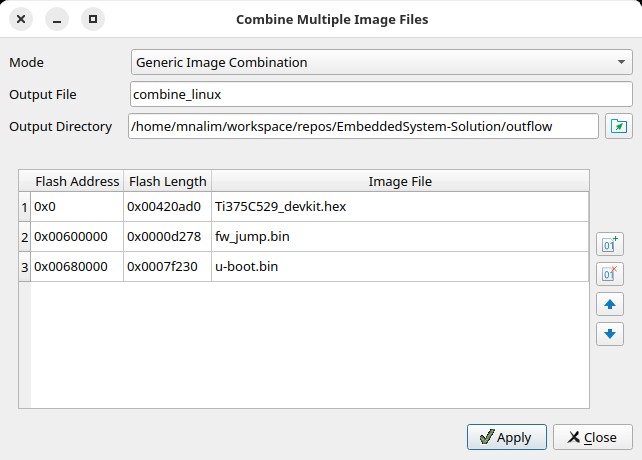 Combine Multiple Image Files
Mode Generic Image Combination
Output File combine_linux
Output Directory /home/mnalim/workspace/repos/EmbeddedSystem-Solution/outflow
Flash Address Flash Length Image File
1 0x0 0x00420ad0 Ti375C529_devkit.hex
2 0x00600000 0x0000d278 fw_jump.bin
3 0x00680000 0x0007f230 u-boot.bin
Apply Close